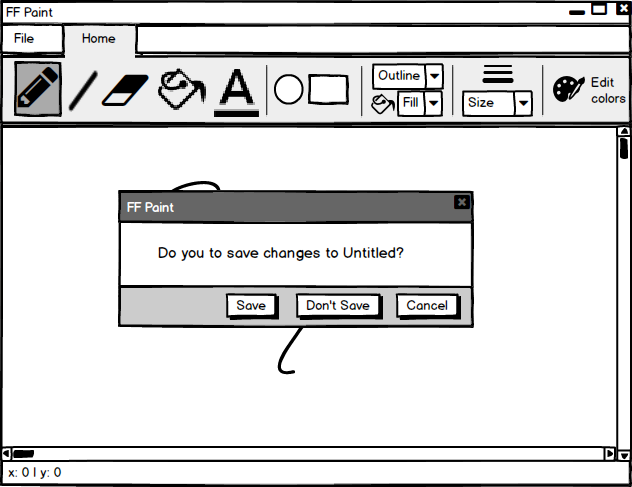 FF Paint
File Home
A
Outline
Fill
Size
Edit
colors
FF Paint
Do you to save changes to Untitled?
Save Don't Save Cancel
x: 0 | y: 0